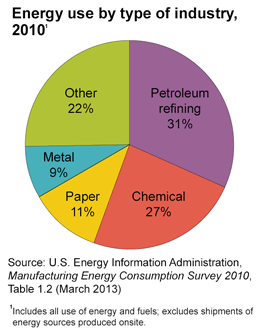 Energy use by type of industry,
2010¹
Other
22%
Petroleum
refining
31%
Metal
9%
Paper
11%
Chemical
27%
Source: U.S. Energy Information Administration,
Manufacturing Energy Consumption Survey 2010,
Table 1.2 (March 2013)
¹Includes all use of energy and fuels; excludes shipments of
energy sources produced onsite.